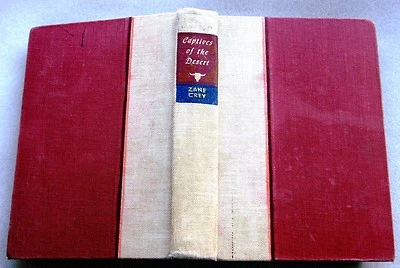 Captives
of the
Desert
ZANE
GREY